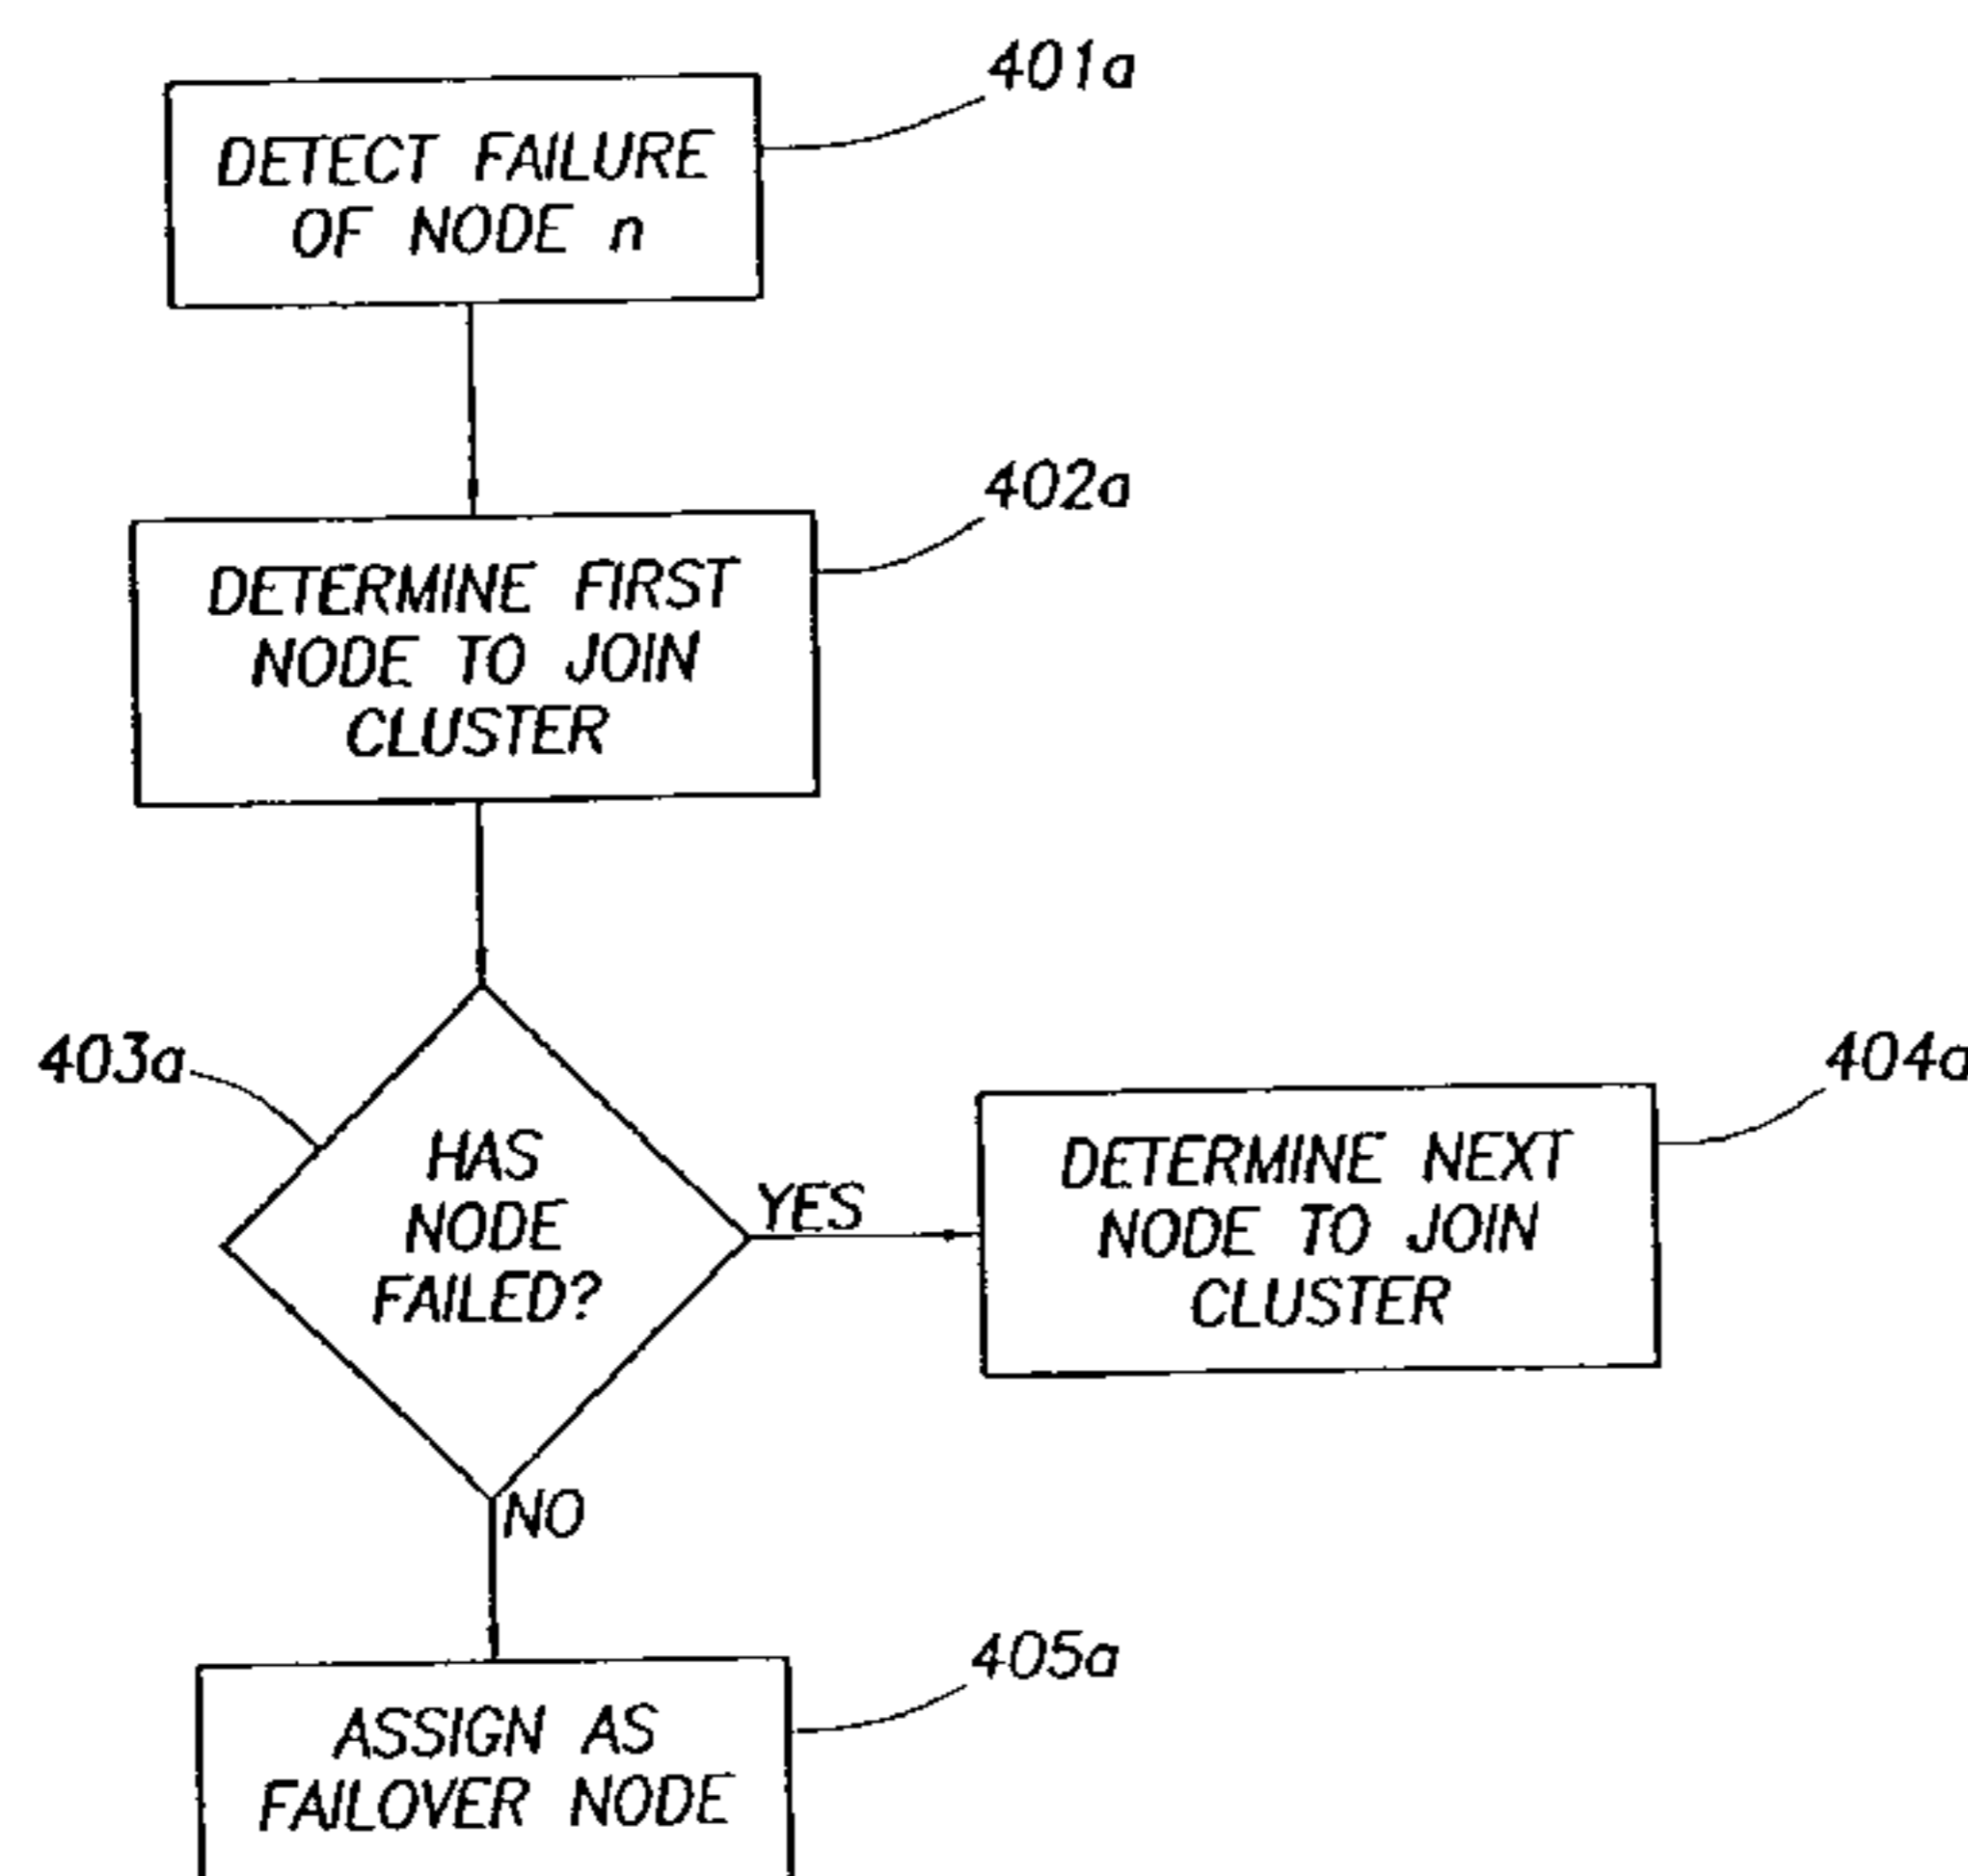 401a
DETECT FAILURE
OF NODE n
402a
DETERMINE FIRST
NODE TO JOIN
CLUSTER
403a
HAS
NODE
FAILED?
YES
404a
DETERMINE NEXT
NODE TO JOIN
CLUSTER
NO
405a
ASSIGN AS
FAILOVER NODE